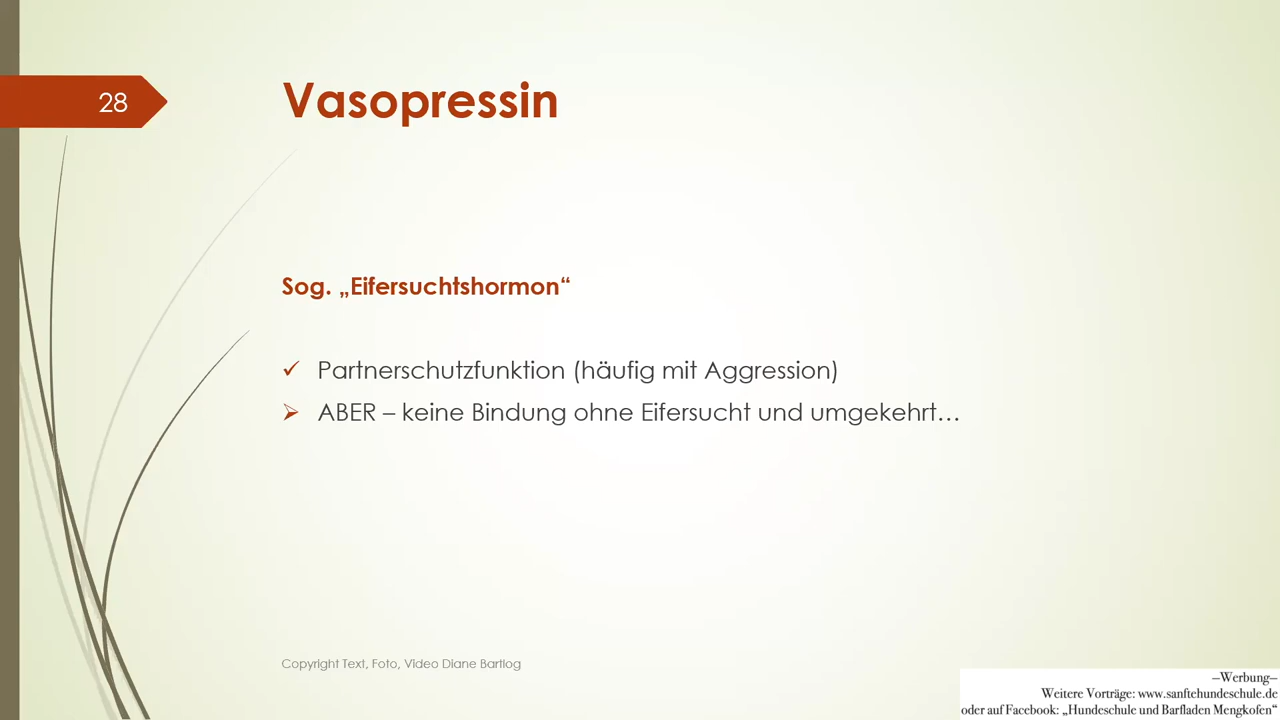 28
Vasopressin
Sog. „Eifersuchtshormon“
✓ Partnerschutzfunktion (häufig mit Aggression)
➢ ABER – keine Bindung ohne Eifersucht und umgekehrt…
Copyright Text, Foto, Video Diane Bartlog
—Werbung—
Weitere Vorträge: www.sanftehundeschule.de
oder auf Facebook: „Hundeschule und Barfladen Mengkofen“